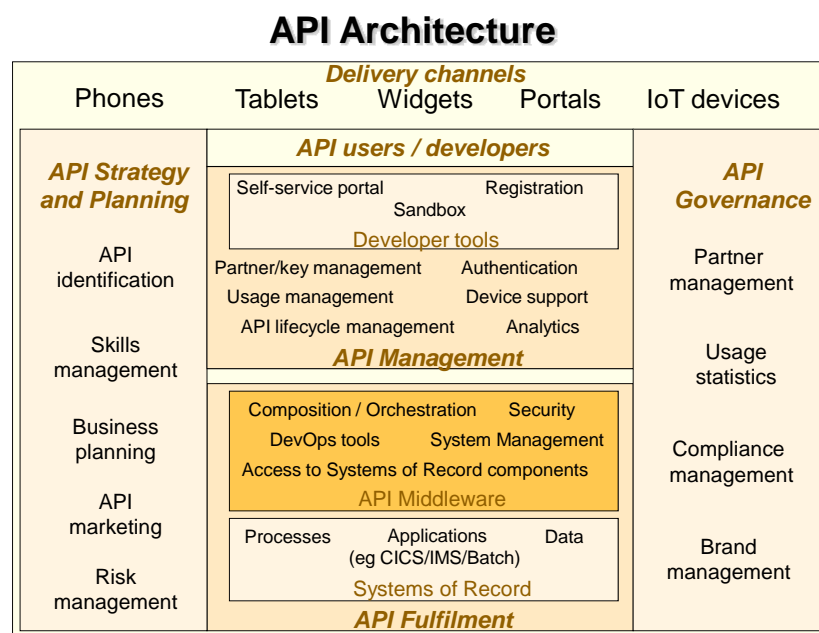 API Architecture
Delivery channels
Phones Tablets Widgets Portals IoT devices
API Strategy
and Planning
API
identification
Skills
management
Business
planning
API
marketing
Risk
management
API users / developers
Self-service portal Registration
Sandbox
Developer tools
Partner/key management Authentication
Usage management Device support
API lifecycle management Analytics
API Management
Composition / Orchestration Security
DevOps tools System Management
Access to Systems of Record components
API Middleware
Processes Applications Data
(eg CICS/IMS/Batch)
Systems of Record
API Fulfilment
API
Governance
Partner
management
Usage
statistics
Compliance
management
Brand
management